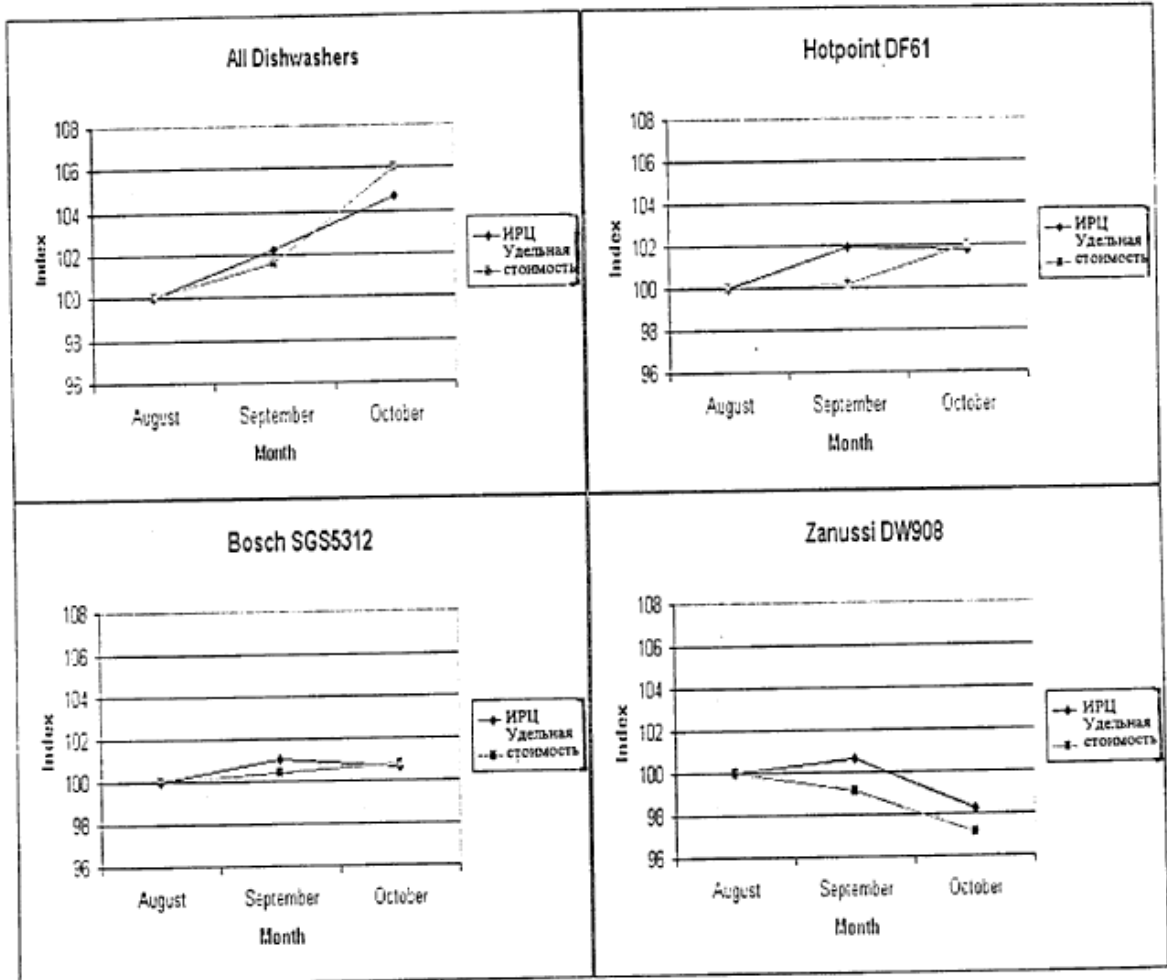 All Dishwashers
108
106
104
102
100
98
96
Index
August
September
October
Month
ИРЦ
Удельная
стоимость
Hotpoint DF61
108
106
104
102
100
98
96
Index
August
September
October
Month
ИРЦ
Удельная
стоимость
Bosch SGS5312
108
106
104
102
100
98
96
Index
August
September
October
Month
ИРЦ
Удельная
стоимость
Zanussi DW908
108
106
104
102
100
98
96
Index
August
September
October
Month
ИРЦ
Удельная
стоимость